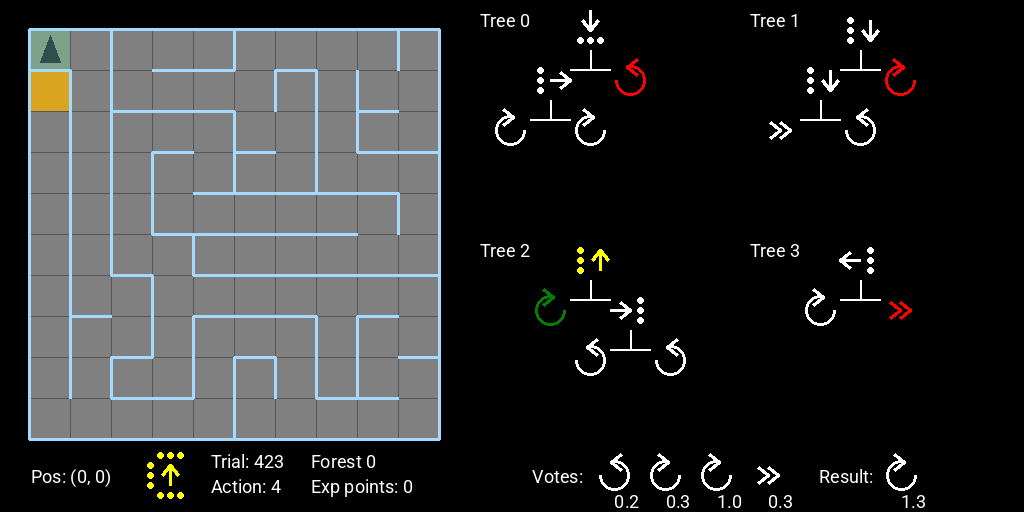 Tree 0
Tree 1
Tree 2
Tree 3
Pos: (0, 0)
Trial: 423
Forest 0
Action: 4
Exp points: 0
Votes:
0.2
0.3
1.0
0.3
Result:
1.3